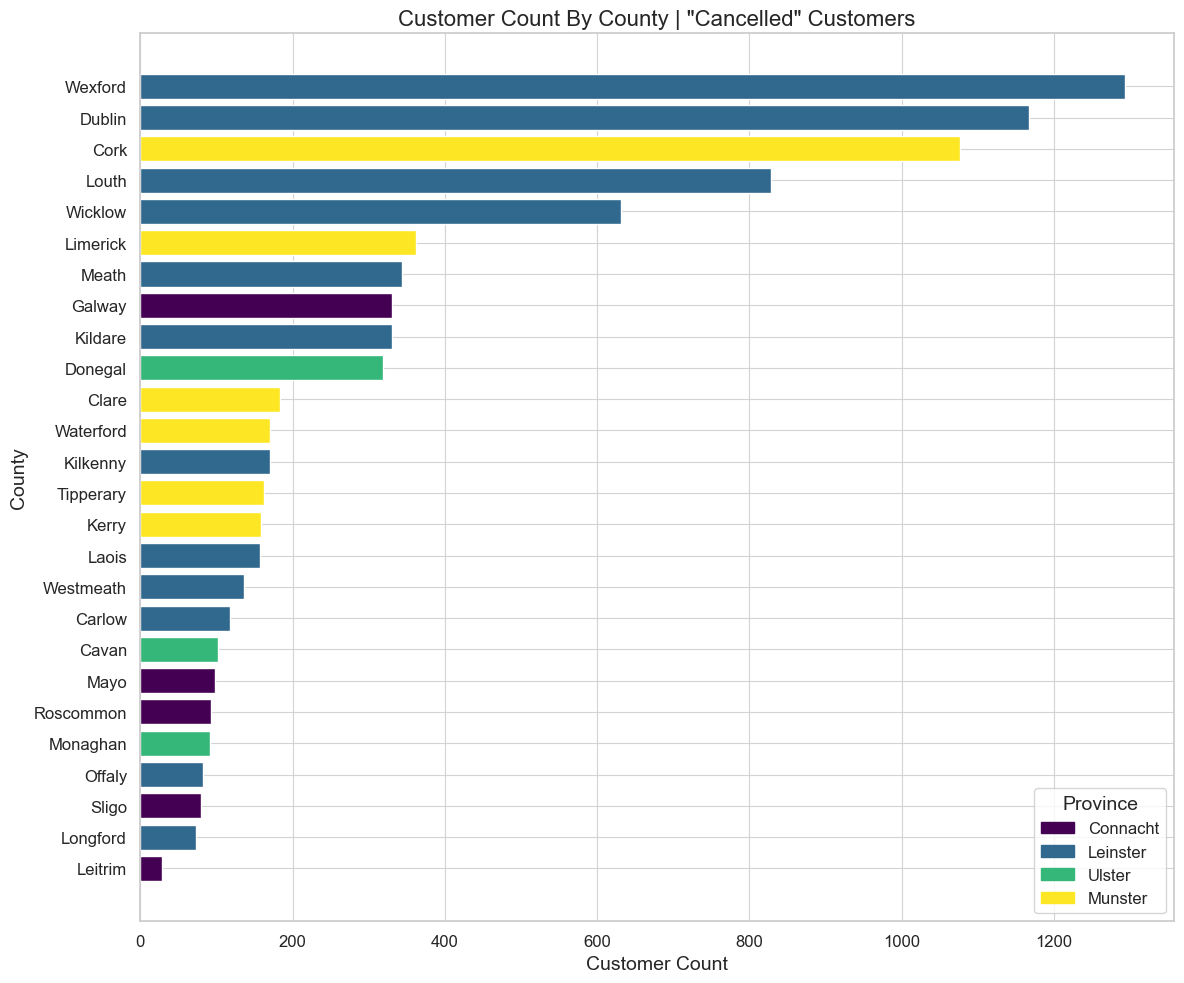 Customer Count By County | "Cancelled" Customers
County
Wexford
Dublin
Cork
Louth
Wicklow
Limerick
Meath
Galway
Kildare
Donegal
Clare
Waterford
Kilkenny
Tipperary
Kerry
Laois
Westmeath
Carlow
Cavan
Mayo
Roscommon
Monaghan
Offaly
Sligo
Longford
Leitrim
Province
Connacht
Leinster
Ulster
Munster
0 200 400 600 800 1000 1200
Customer Count